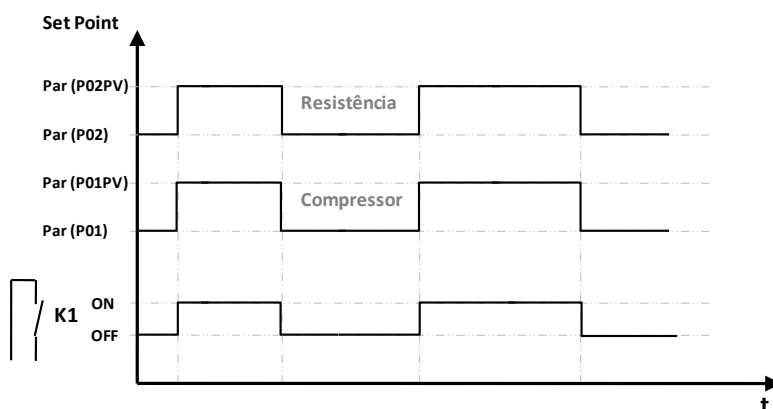 Set Point
Par (P02PV)
Resistência
Par (P02)
Par (P01PV)
Compressor
Par (P01)
K1
ON
OFF
t